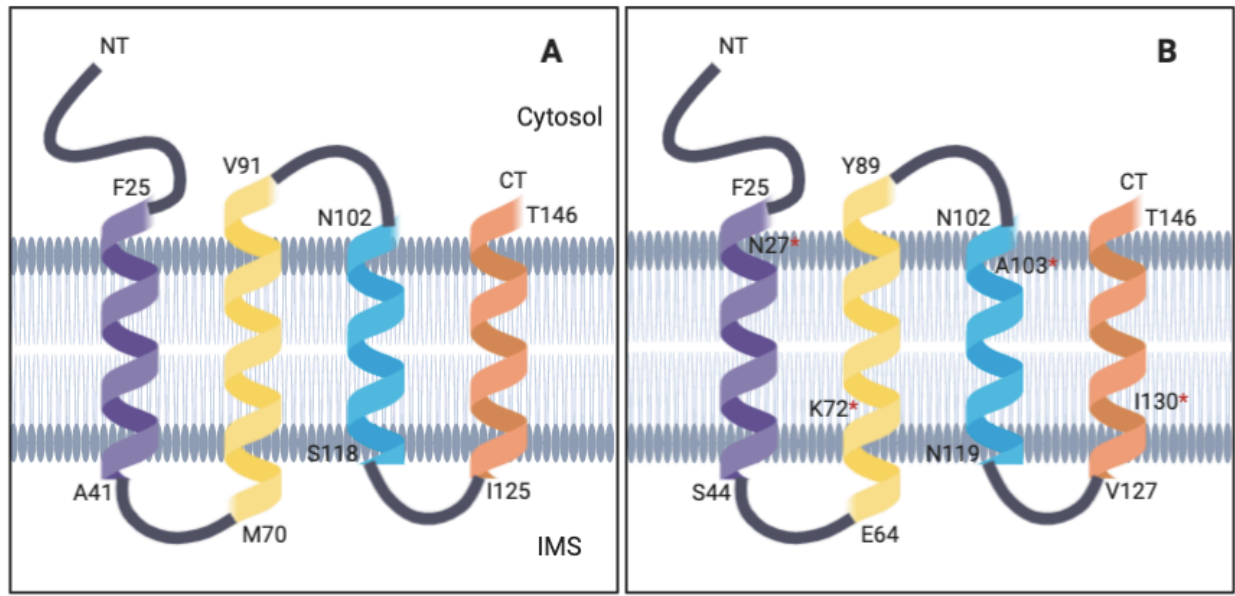 A
NT
Cytosol
V91
F25
CT
N102
T146
S118
A41
I125
M70
IMS
B
NT
Y89
F25
CT
N102
T146
N27*
A103*
K72*
I130*
N119
S44
V127
E64